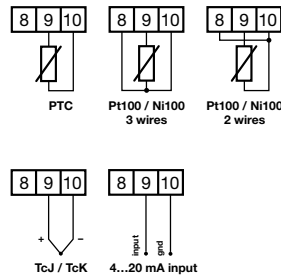 8 9 10
8 9 10
8 9 10
PTC
Pt100 / Ni100
3 wires
Pt100 / Ni100
2 wires
8 9 10
8 9 10
+
−
input
gnd
TcJ / TcK
4...20 mA input